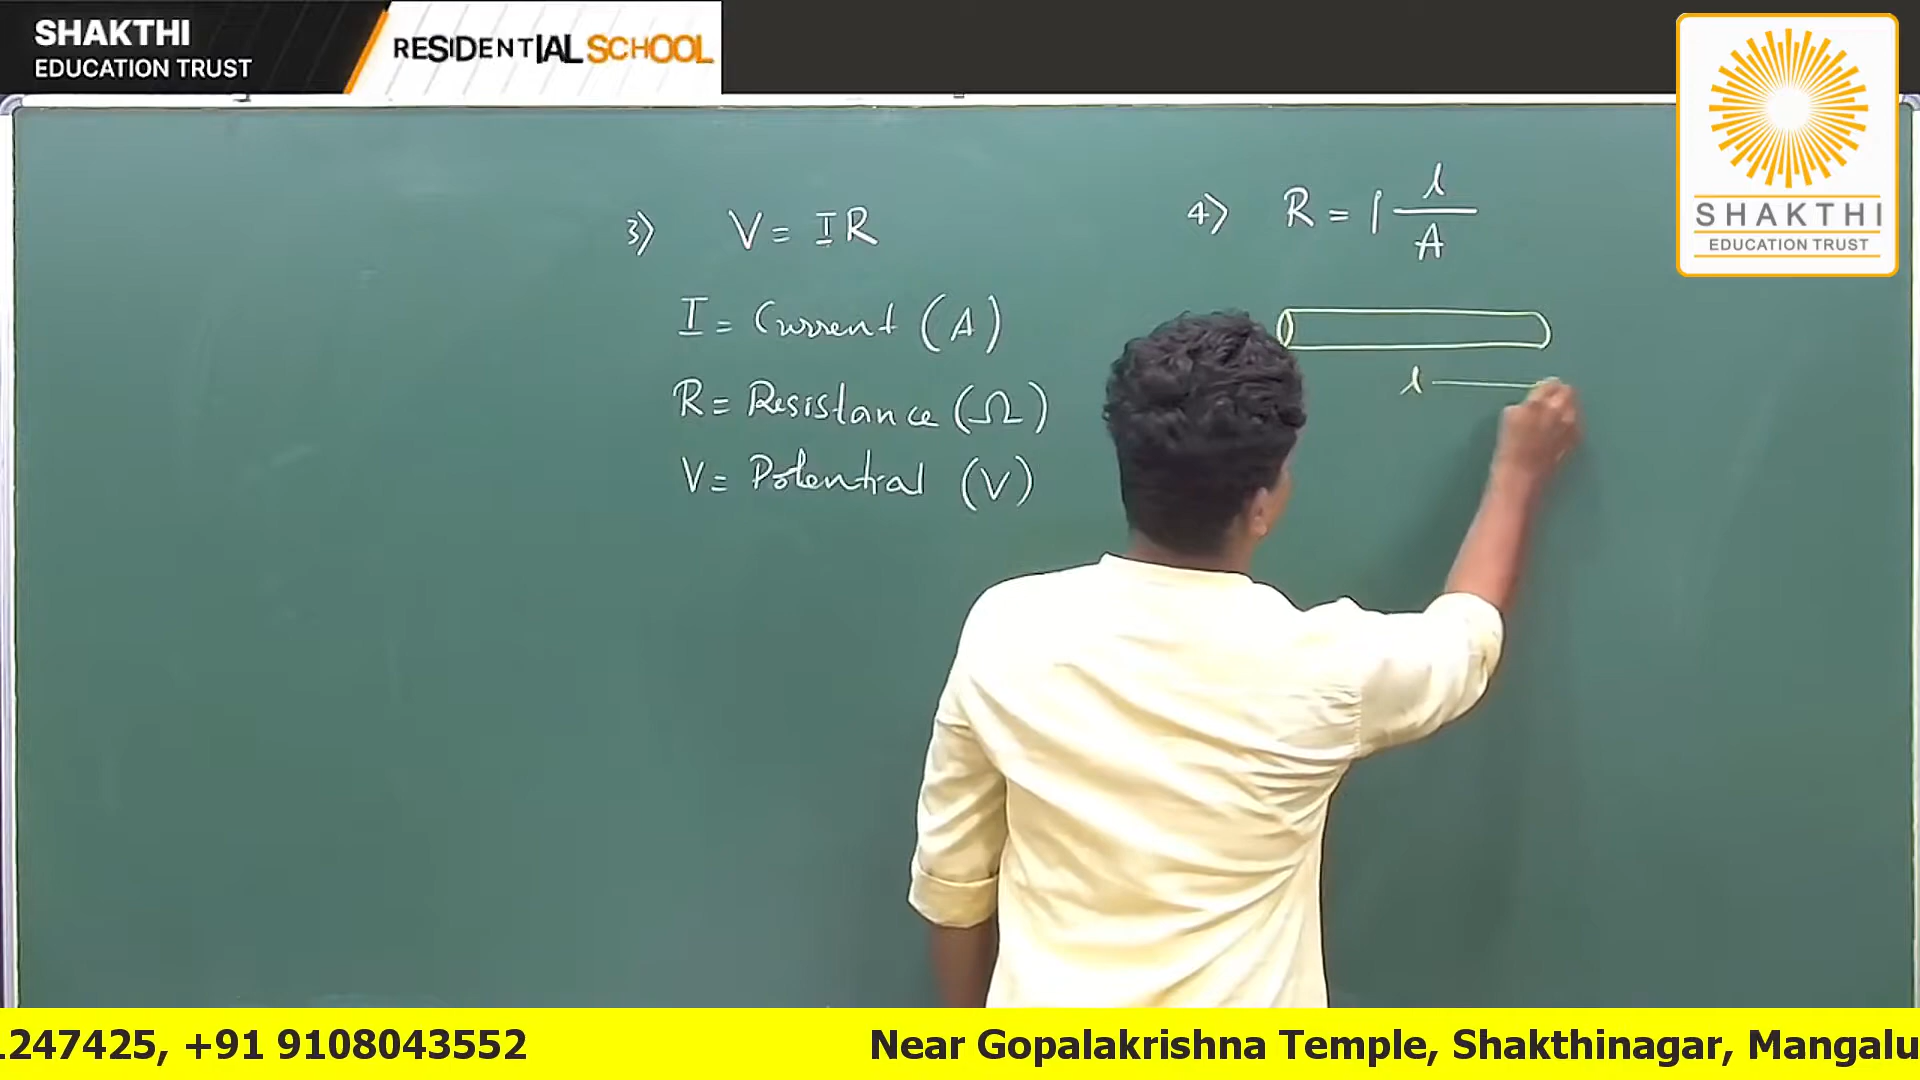 SHAKTHI
EDUCATION TRUST
RESIDENTIAL SCHOOL
SHAKTHI
EDUCATION TRUST
3) V = IR
I = Current (A)
R = Resistance (Ω)
V = Potential (V)
4) R = ρ l/A
l
247425, +91 9108043552 Near Gopalakrishna Temple, Shakthinagar, Mangalu